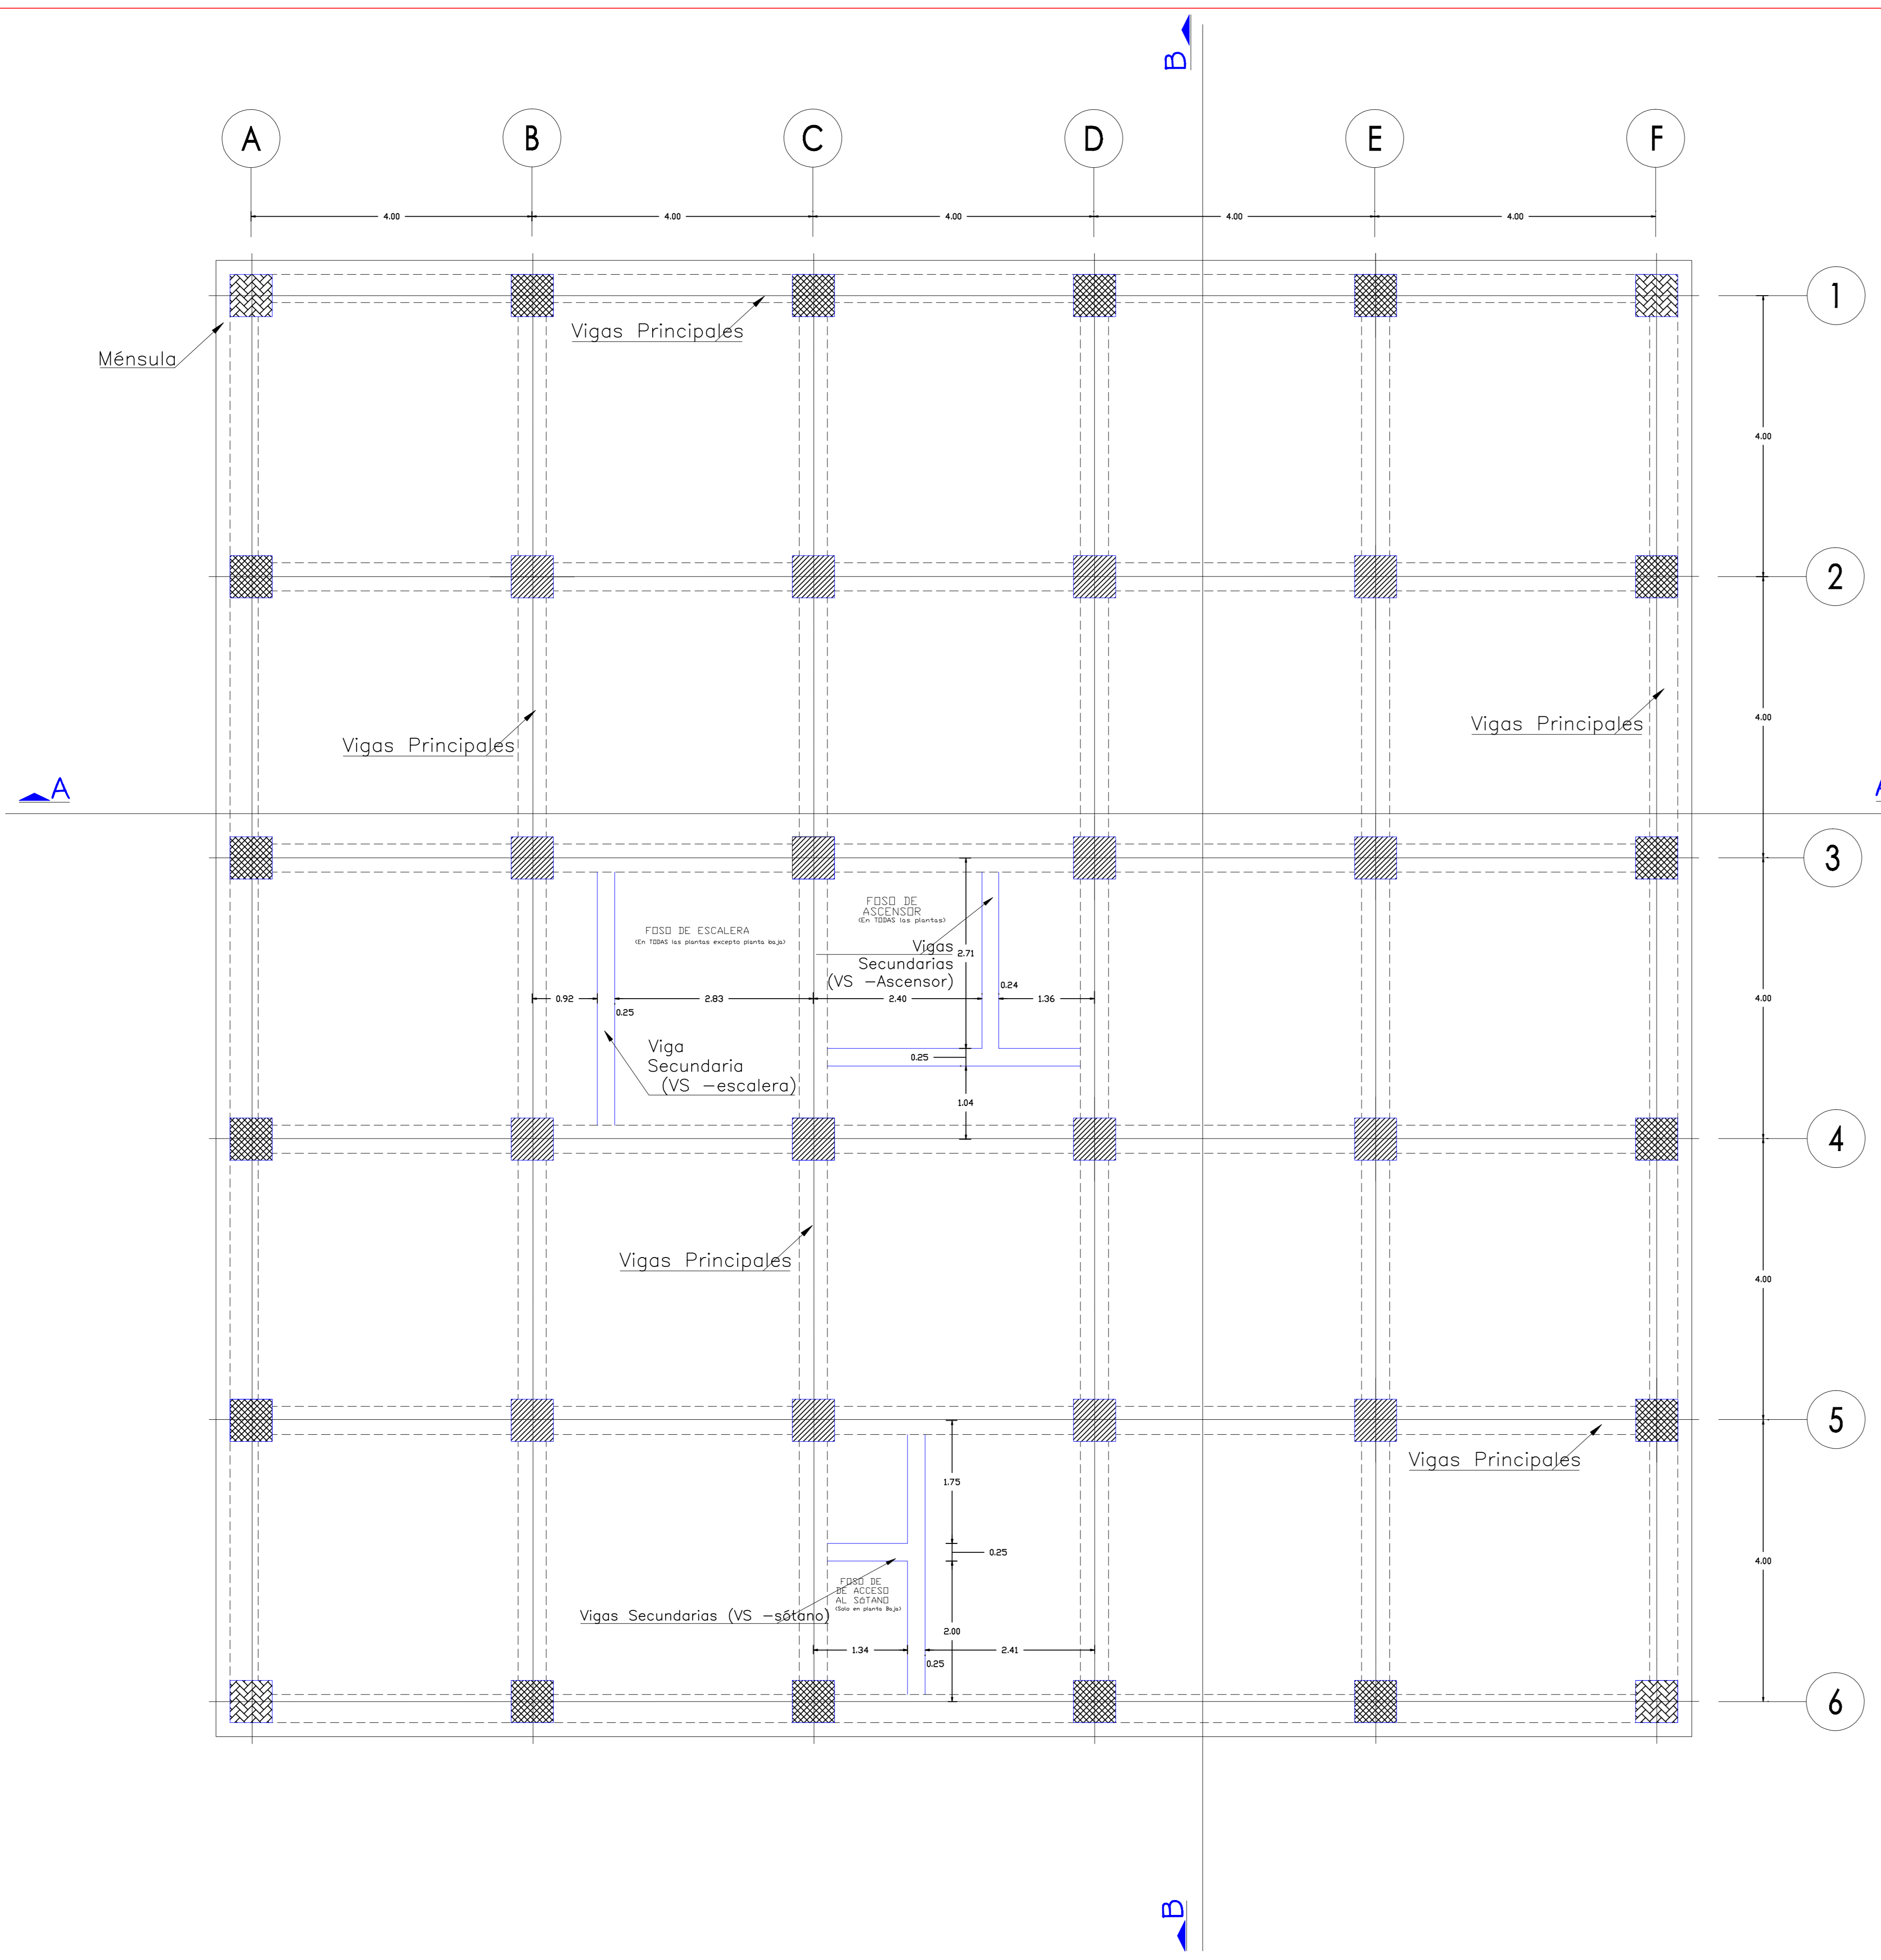 B
A
B
C
D
E
F
4.00
4.00
4.00
4.00
4.00
1
Vigas Principales
Ménsula
4.00
2
Vigas Principales
Vigas Principales
4.00
A
A
3
FOSO DE
ASCENSOR
(En TODAS las plantas)
FOSO DE ESCALERA
(En TODAS las plantas excepto planta baja)
Vigas
Secundarias
(VS -Ascensor)
2.71
0.24
0.92
2.83
2.40
1.36
4.00
0.25
Viga
Secundaria
(VS -escalera)
0.25
1.04
4
Vigas Principales
4.00
5
Vigas Principales
1.75
0.25
4.00
FOSO DE
DE ACCESO
AL SóTANO
(Solo en planta Baja)
Vigas Secundarias (VS -sótano)
2.00
1.34
2.41
0.25
6
B